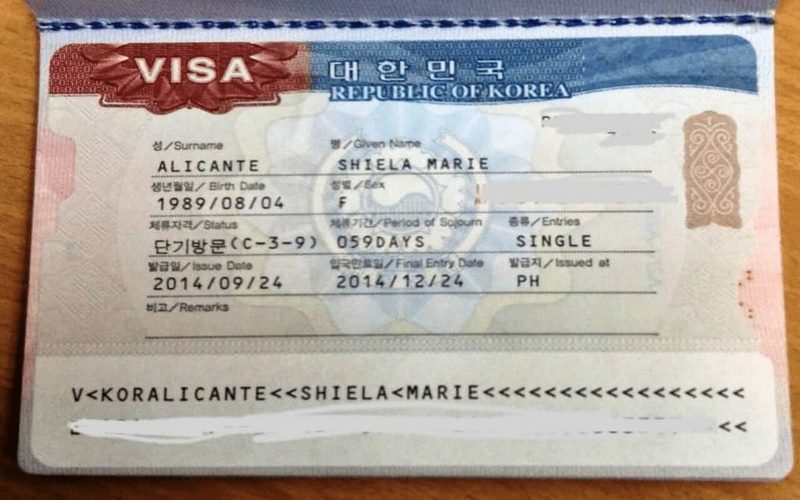 VISA 대한민국
REPUBLIC OF KOREA
성/Surname 명/Given Name
ALICANTE SHIELA MARIE
생년월일/Birth Date 성별/Sex
1989/08/04 F
체류자격/Status 체류기간/Period of Sojourn 종류/Entries
단기방문(C-3-9) 059DAYS SINGLE
발급일/Issue Date 입국만료일/Final Entry Date 발급지/Issued at
2014/09/24 2014/12/24 PH
비고/Remarks
V<KORALICANTE<<SHIELA<MARIE<<<<<<<<<<<<<<<<<
<<